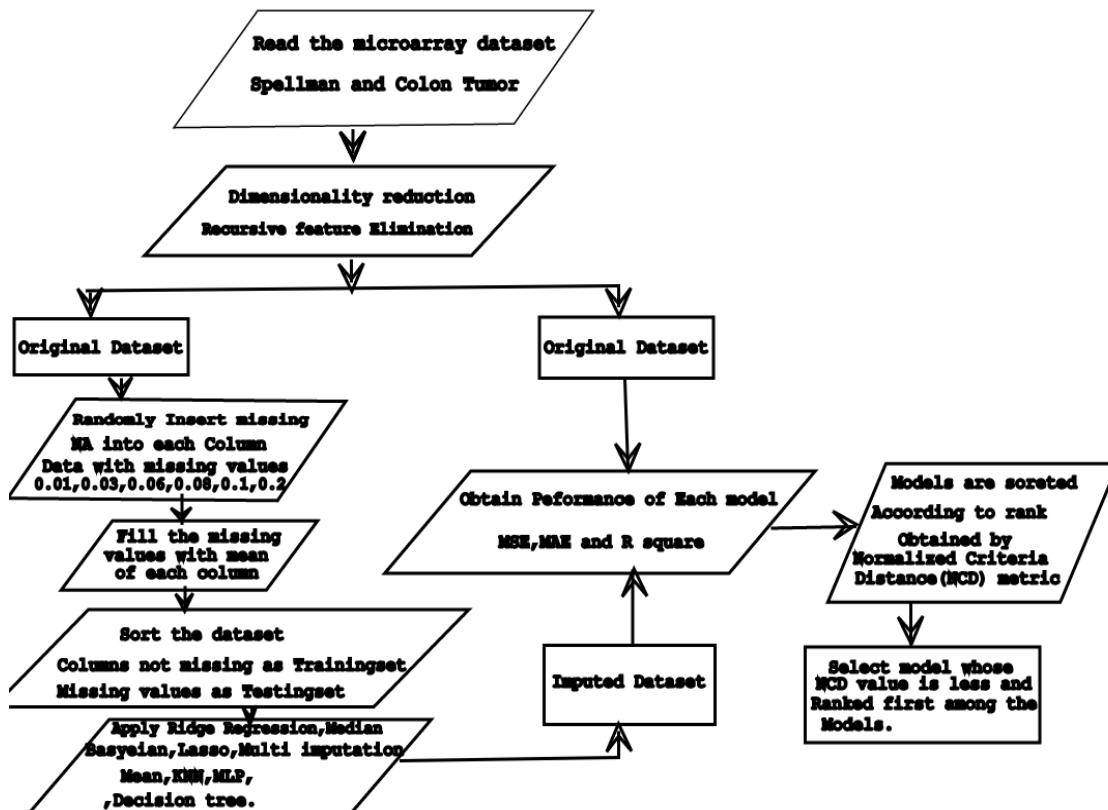 Read the microarray dataset
Spellman and Colon Tumor
Dimensionality reduction
Recursive feature Elimination
Original Dataset
Original Dataset
Randomly Insert missing
NA into each Column
Data with missing values
0.01,0.03,0.06,0.08,0.1,0.2
Fill the missing
values with mean
of each column
Sort the dataset
Columns not missing as Trainingset
Missing values as Testingset
Apply Ridge Regression,Median
Basyeian,Lasso,Multi imputation
Mean,KNN,MLP,
,Decision tree.
Imputed Dataset
Obtain Peformance of Each model
MSE,MAE and R square
Models are soreted
According to rank
Obtained by
Normalized Criteria
Distance(NCD) metric
Select model whose
NCD value is less and
Ranked first among the
Models.